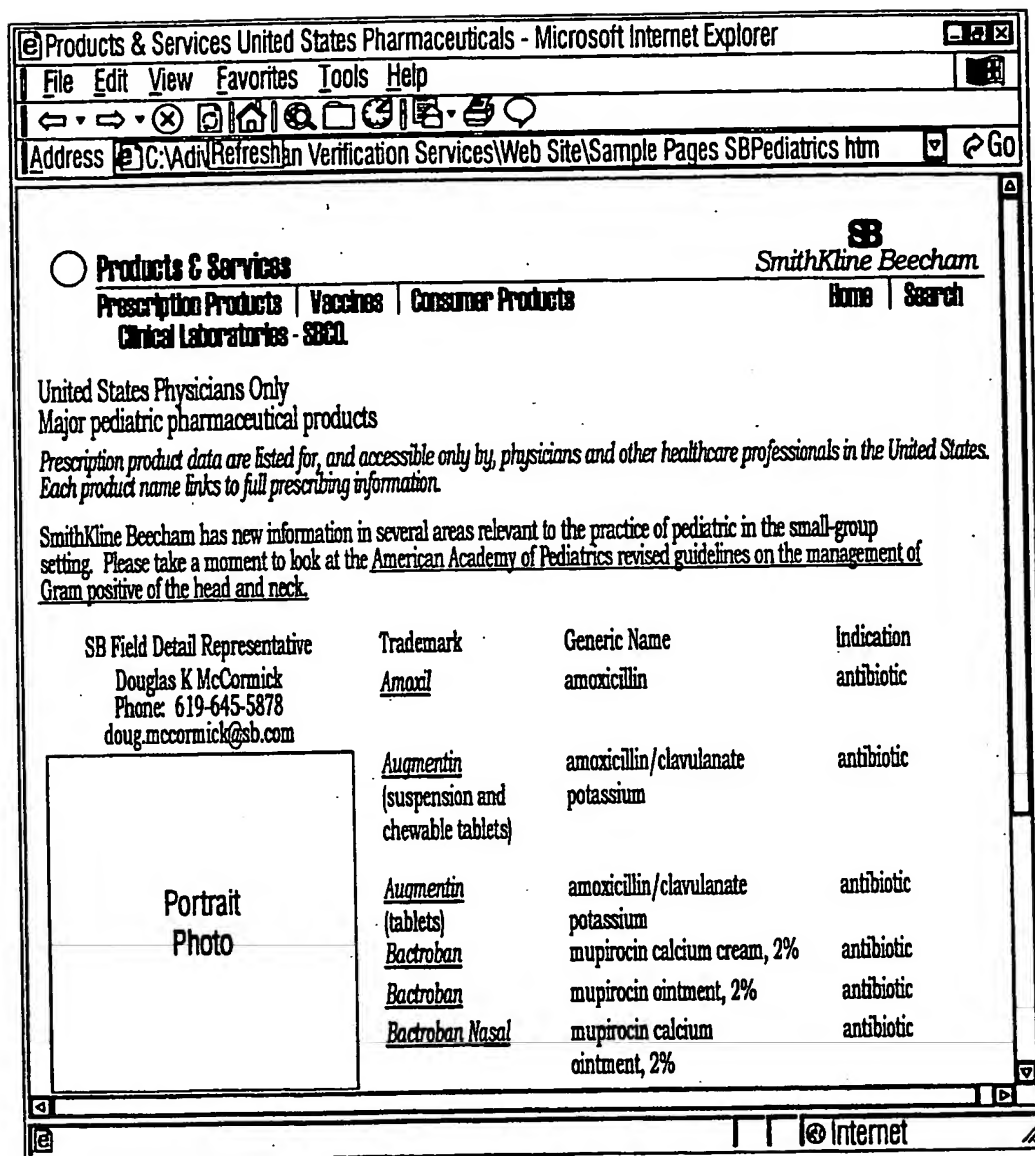 Products & Services United States Pharmaceuticals - Microsoft Internet Explorer
File Edit View Favorites Tools Help
Address C:\Adiv Refresh an Verification Services\Web Site\Sample Pages SBPediatrics htm Go
SB
SmithKline Beecham
Products & Services
Prescription Products | Vaccines | Consumer Products Home | Search
Clinical Laboratories - SBCL
United States Physicians Only
Major pediatric pharmaceutical products
Prescription product data are listed for, and accessible only by, physicians and other healthcare professionals in the United States.
Each product name links to full prescribing information.
SmithKline Beecham has new information in several areas relevant to the practice of pediatric in the small-group
setting. Please take a moment to look at the American Academy of Pediatrics revised guidelines on the management of
Gram positive of the head and neck.
SB Field Detail Representative
Douglas K McCormick
Phone: 619-645-5878
doug.mccormick@sb.com
Portrait
Photo
Trademark Generic Name Indication
Amoxil amoxicillin antibiotic
Augmentin amoxicillin/clavulanate antibiotic
(suspension and potassium
chewable tablets)
Augmentin amoxicillin/clavulanate antibiotic
(tablets) potassium
Bactroban mupirocin calcium cream, 2% antibiotic
Bactroban mupirocin ointment, 2% antibiotic
Bactroban Nasal mupirocin calcium antibiotic
ointment, 2%
Internet